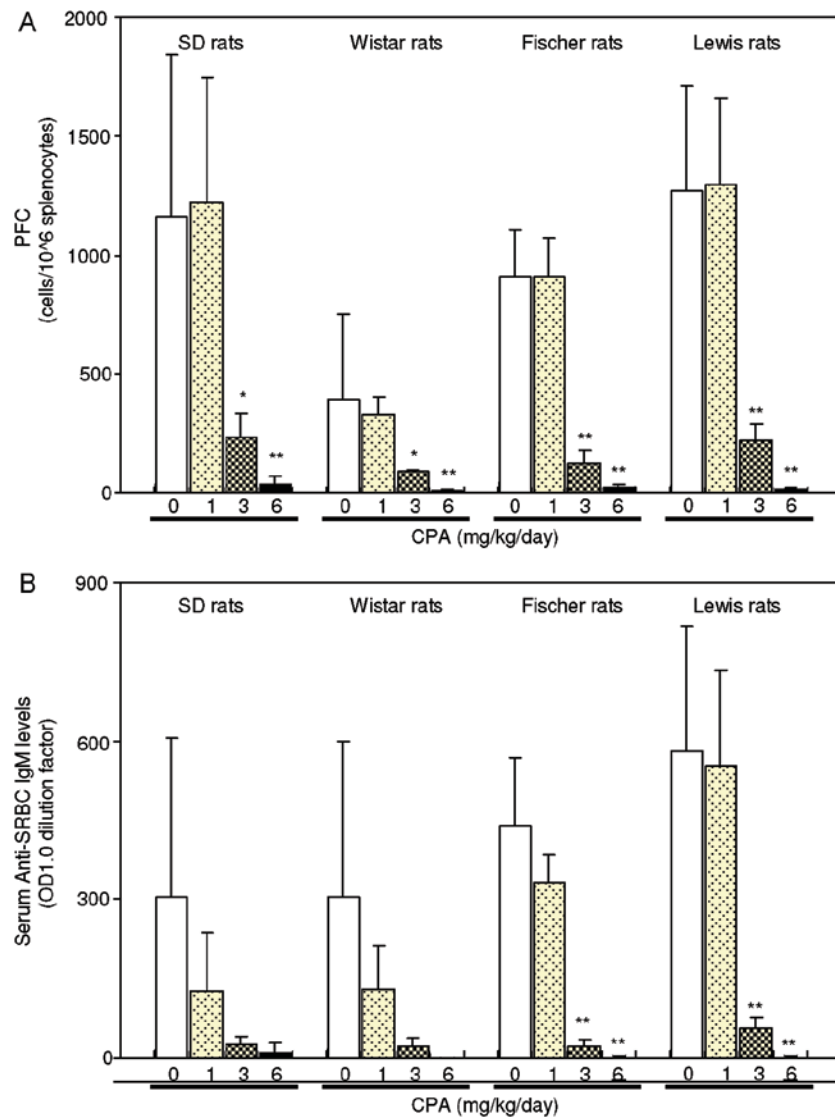 A
2000
SD rats Wistar rats Fischer rats Lewis rats
1500
PFC
(cells/10^6 splenocytes)
1000
500
* ** * ** ** ** ** **
0
0 1 3 6 0 1 3 6 0 1 3 6 0 1 3 6
CPA (mg/kg/day)
B
900
SD rats Wistar rats Fischer rats Lewis rats
600
Serum Anti-SRBC IgM levels
(OD1.0 dilution factor)
300
** ** ** **
0
0 1 3 6 0 1 3 6 0 1 3 6 0 1 3 6
CPA (mg/kg/day)